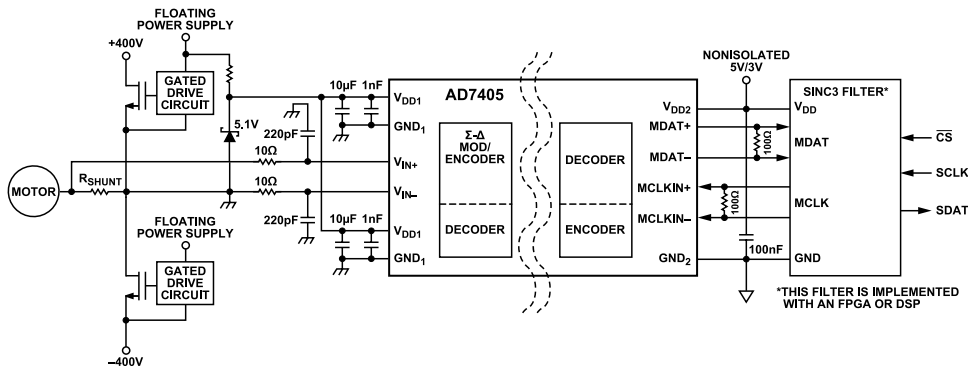 FLOATING
POWER SUPPLY
+400V
GATED
DRIVE
CIRCUIT
MOTOR
RSHUNT
FLOATING
POWER SUPPLY
GATED
DRIVE
CIRCUIT
–400V
5.1V
10Ω
10Ω
220pF
220pF
10µF
1nF
10µF
1nF
AD7405
VDD1
GND1
VIN+
VIN–
VDD1
GND1
Σ-Δ
MOD/
ENCODER
DECODER
DECODER
ENCODER
VDD2
MDAT+
MDAT–
MCLKIN+
MCLKIN–
GND2
NONISOLATED
5V/3V
100Ω
100Ω
100nF
SINC3 FILTER*
VDD
MDAT
MCLK
GND
CS
SCLK
SDAT
*THIS FILTER IS IMPLEMENTED
WITH AN FPGA OR DSP